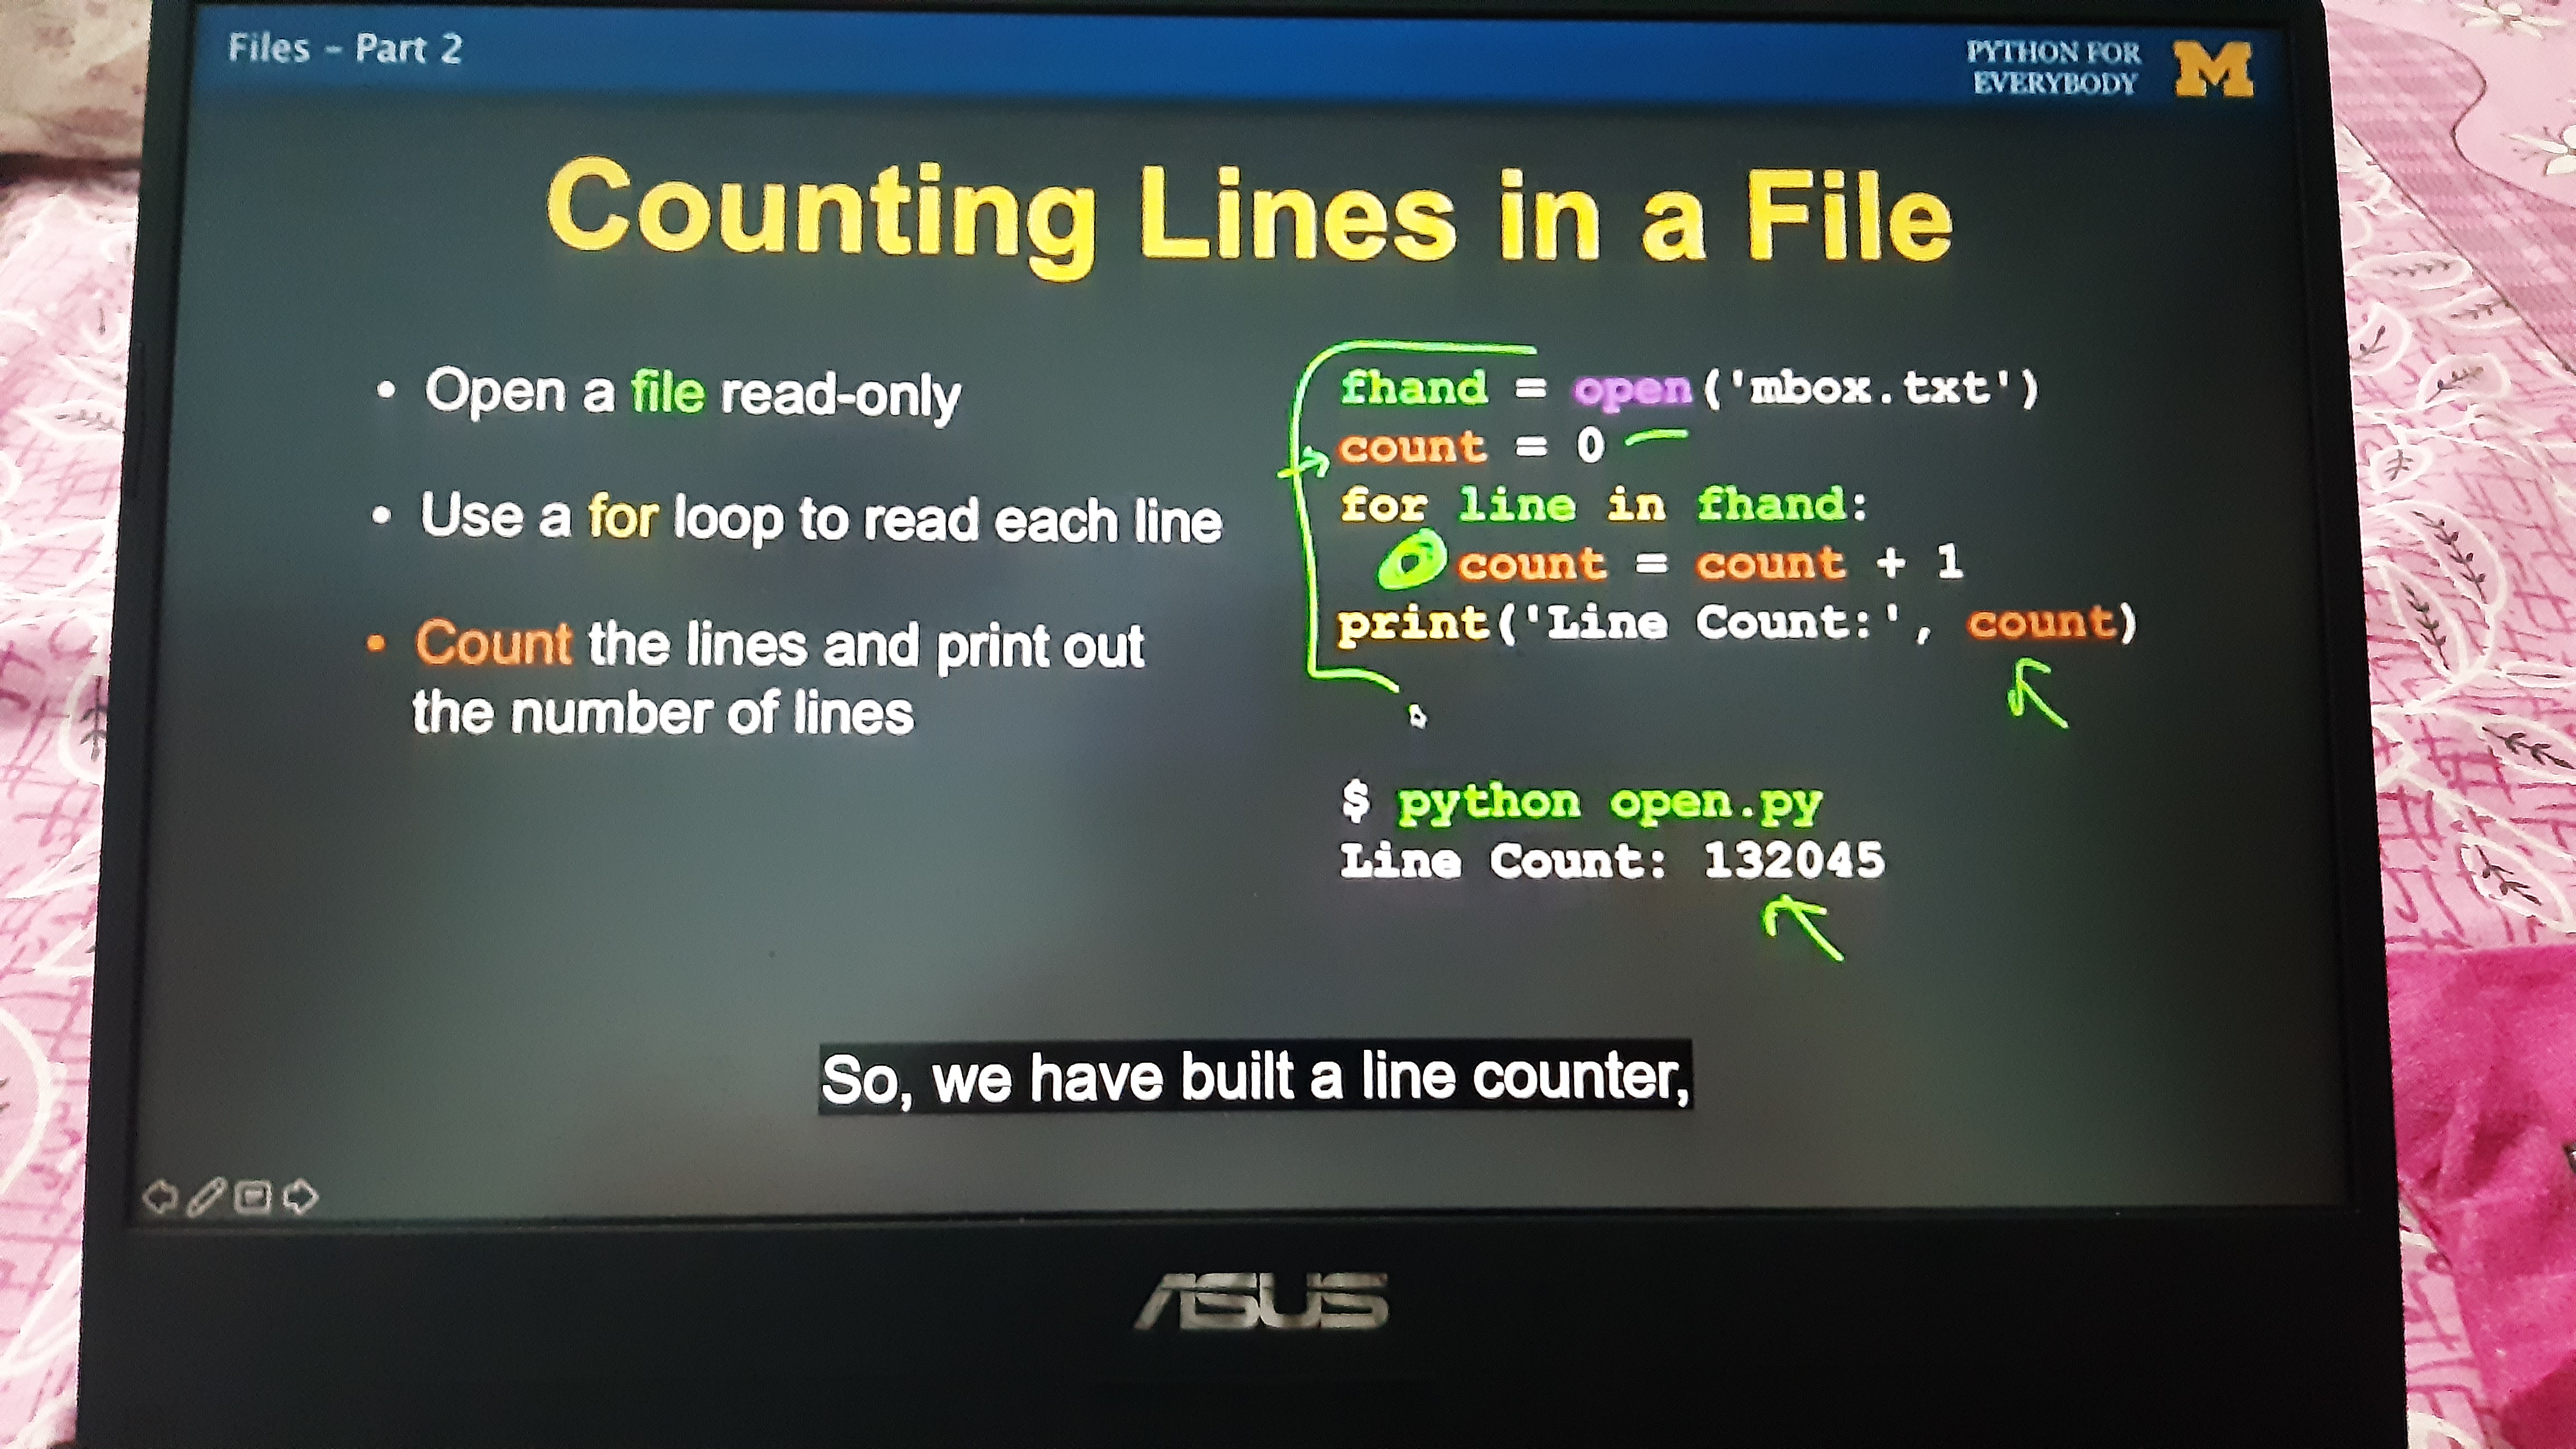 Files - Part 2
PYTHON FOR
EVERYBODY
M
Counting Lines in a File
• Open a file read-only
• Use a for loop to read each line
• Count the lines and print out
the number of lines
fhand = open('mbox.txt')
count = 0
for line in fhand:
count = count + 1
print('Line Count:', count)
$ python open.py
Line Count: 132045
So, we have built a line counter,
ASUS